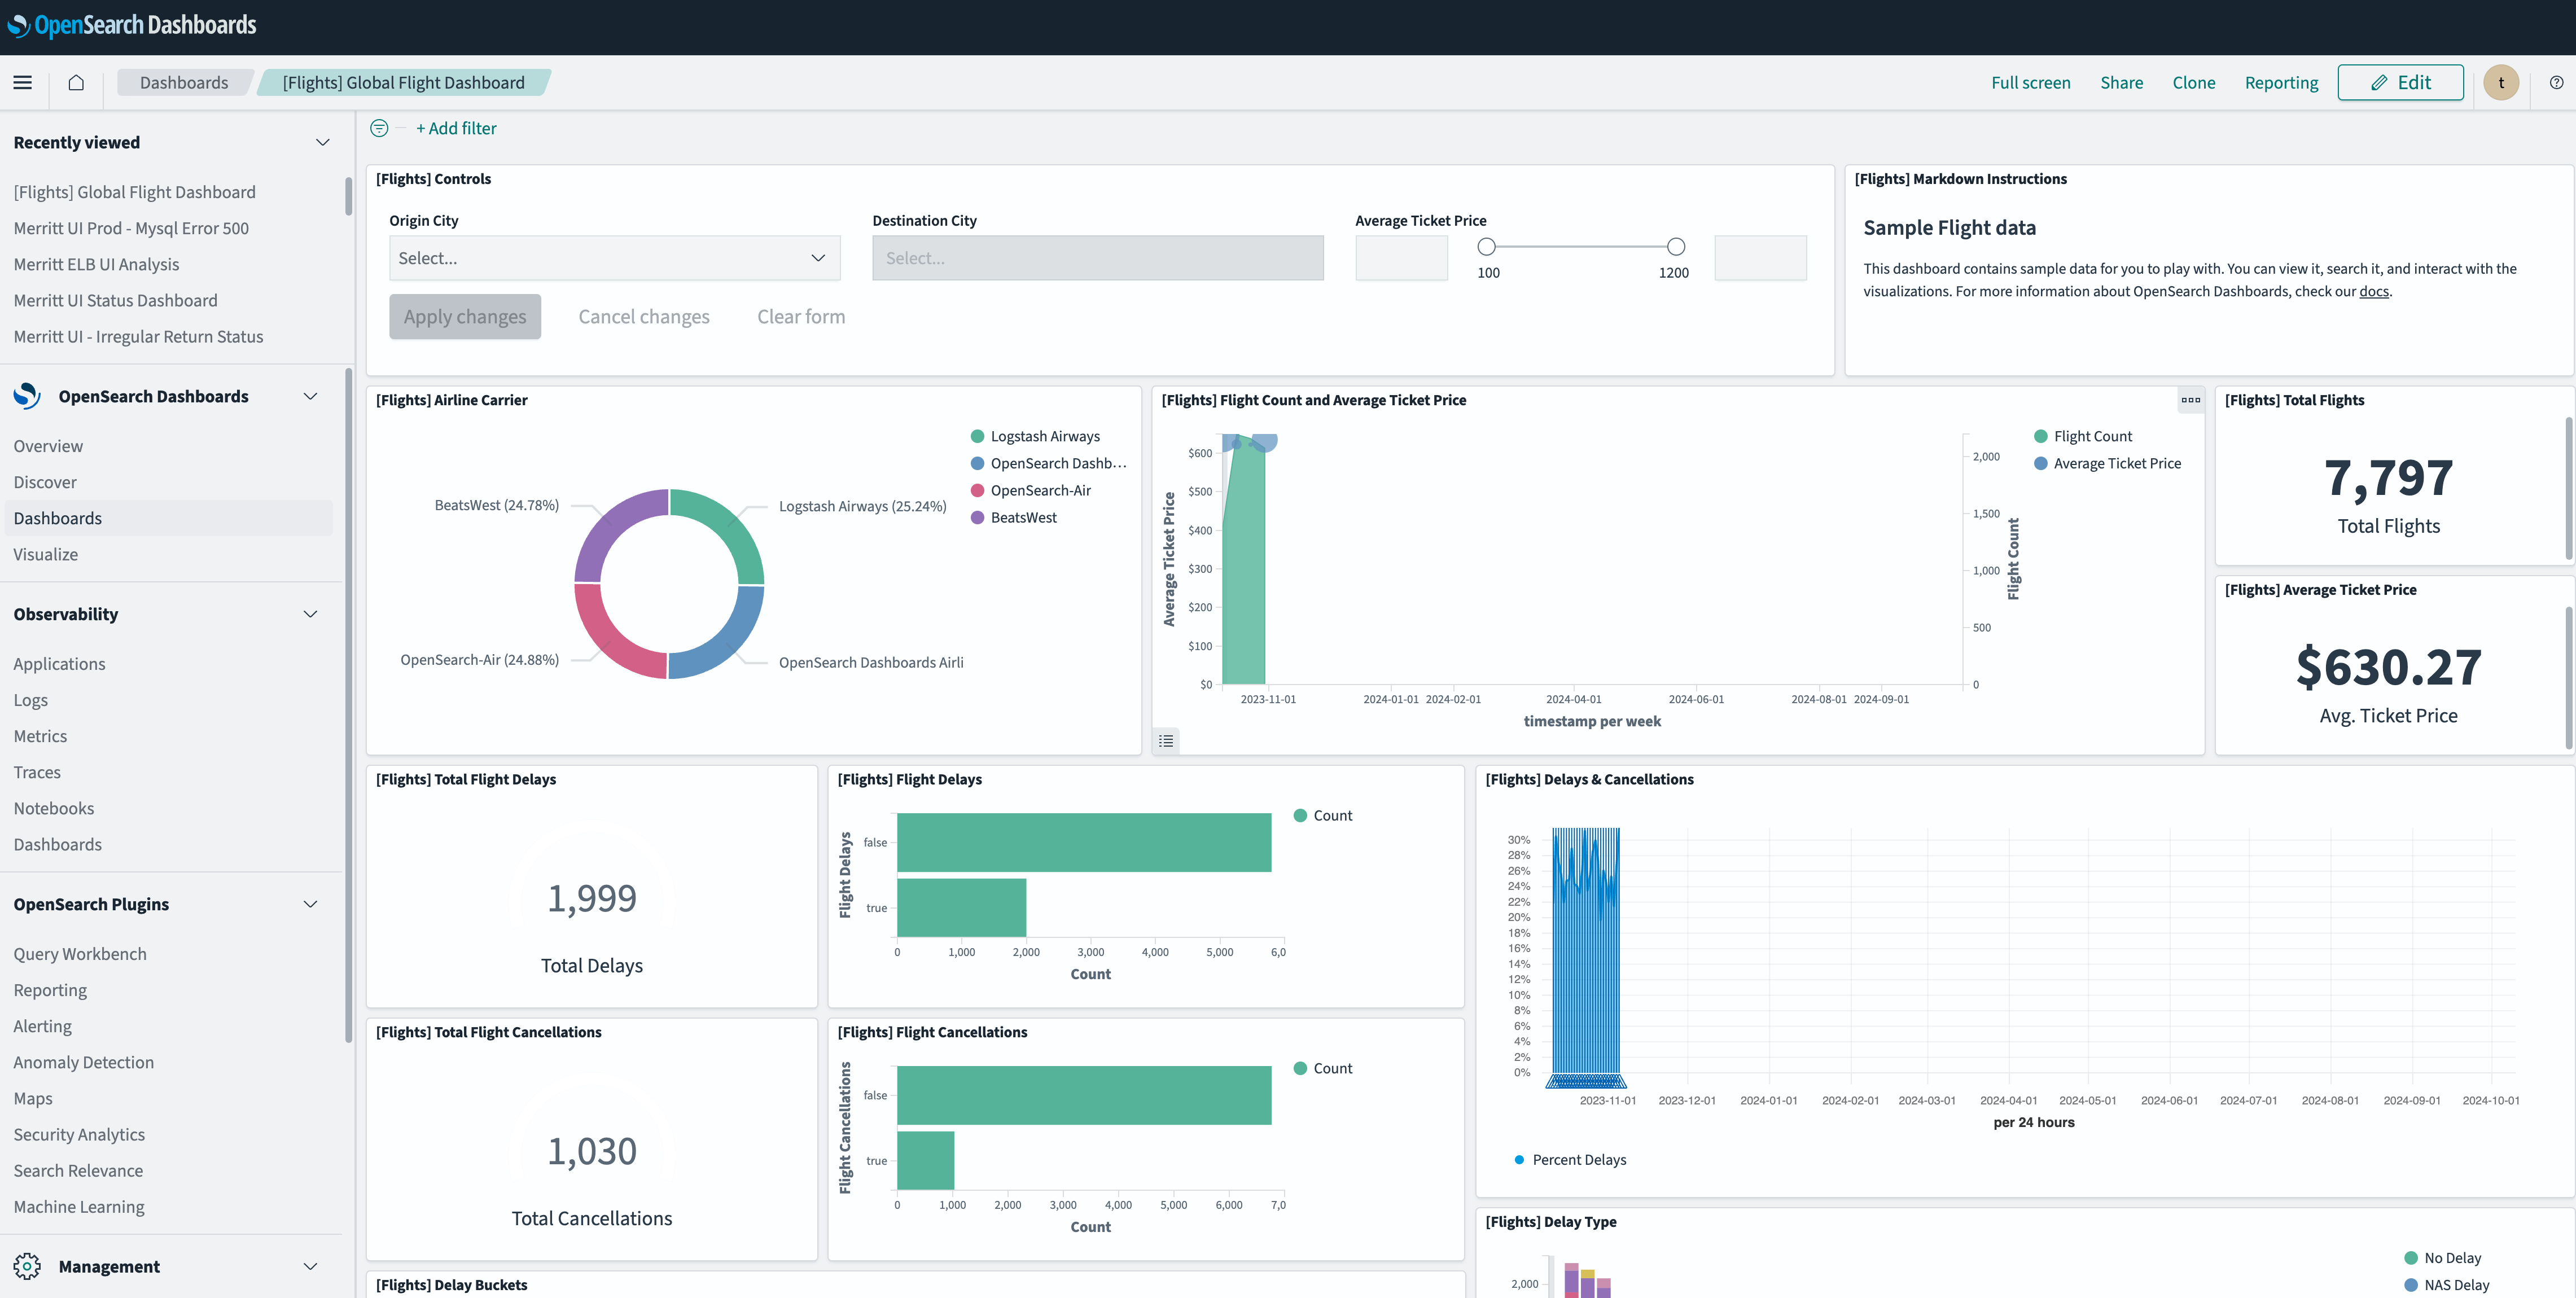 OpenSearch Dashboards
Dashboards
[Flights] Global Flight Dashboard
Full screen
Share
Clone
Reporting
Edit
t
Recently viewed
[Flights] Global Flight Dashboard
Merritt UI Prod - Mysql Error 500
Merritt ELB UI Analysis
Merritt UI Status Dashboard
Merritt UI - Irregular Return Status
OpenSearch Dashboards
Overview
Discover
Dashboards
Visualize
Observability
Applications
Logs
Metrics
Traces
Notebooks
Dashboards
OpenSearch Plugins
Query Workbench
Reporting
Alerting
Anomaly Detection
Maps
Security Analytics
Search Relevance
Machine Learning
Management
+ Add filter
[Flights] Controls
Origin City
Select...
Destination City
Select...
Average Ticket Price
100
1200
Apply changes
Cancel changes
Clear form
[Flights] Markdown Instructions
Sample Flight data
This dashboard contains sample data for you to play with. You can view it, search it, and interact with the
visualizations. For more information about OpenSearch Dashboards, check our docs.
[Flights] Airline Carrier
Logstash Airways
OpenSearch Dashb...
OpenSearch-Air
BeatsWest
BeatsWest (24.78%)
Logstash Airways (25.24%)
OpenSearch-Air (24.88%)
OpenSearch Dashboards Airli
[Flights] Flight Count and Average Ticket Price
Average Ticket Price
$600
$500
$400
$300
$200
$100
$0
2023-11-01
2024-01-01
2024-02-01
2024-04-01
2024-06-01
2024-08-01
2024-09-01
timestamp per week
2,000
1,500
1,000
500
0
Flight Count
Flight Count
Average Ticket Price
[Flights] Total Flights
7,797
Total Flights
[Flights] Average Ticket Price
$630.27
Avg. Ticket Price
[Flights] Total Flight Delays
1,999
Total Delays
[Flights] Flight Delays
Flight Delays
false
true
0
1,000
2,000
3,000
4,000
5,000
6,0
Count
Count
[Flights] Delays & Cancellations
30%
28%
26%
24%
22%
20%
18%
16%
14%
12%
10%
8%
6%
4%
2%
0%
2023-11-01
2023-12-01
2024-01-01
2024-02-01
2024-03-01
2024-04-01
2024-05-01
2024-06-01
2024-07-01
2024-08-01
2024-09-01
2024-10-01
per 24 hours
Percent Delays
[Flights] Total Flight Cancellations
1,030
Total Cancellations
[Flights] Flight Cancellations
Flight Cancellations
false
true
0
1,000
2,000
3,000
4,000
5,000
6,000
7,0
Count
Count
[Flights] Delay Type
2,000
No Delay
NAS Delay
[Flights] Delay Buckets